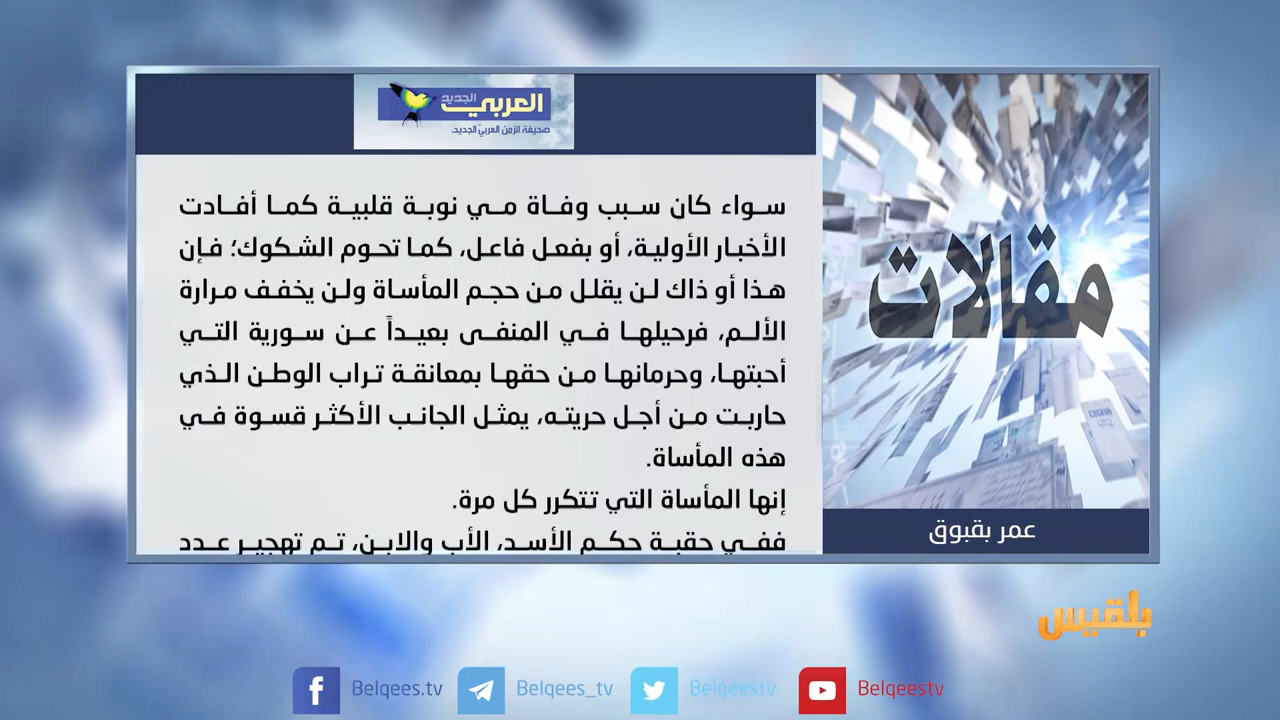 العربي الجديد
صحيفة الزمن العربيّ الجديد.
مقالات
عمر بقبوق
سواء كان سبب وفاة مي نوبة قلبية كما أفادت
الأخبار الأولية، أو بفعل فاعل، كما تحوم الشكوك؛ فإن
هذا أو ذاك لن يقلل من حجم المأساة ولن يخفف مرارة
الألم، فرحيلها في المنفى بعيداً عن سورية التي
أحبتها، وحرمانها من حقها بمعانقة تراب الوطن الذي
حاربت من أجل حريته، يمثل الجانب الأكثر قسوة في
هذه المأساة.
إنها المأساة التي تتكرر كل مرة.
ففي حقبة حكم الأسد، الأب والابن، تم تهجير عدد
بلقيس
Belqees.tv
Belqees_tv
Belqeestv
Belqeestv